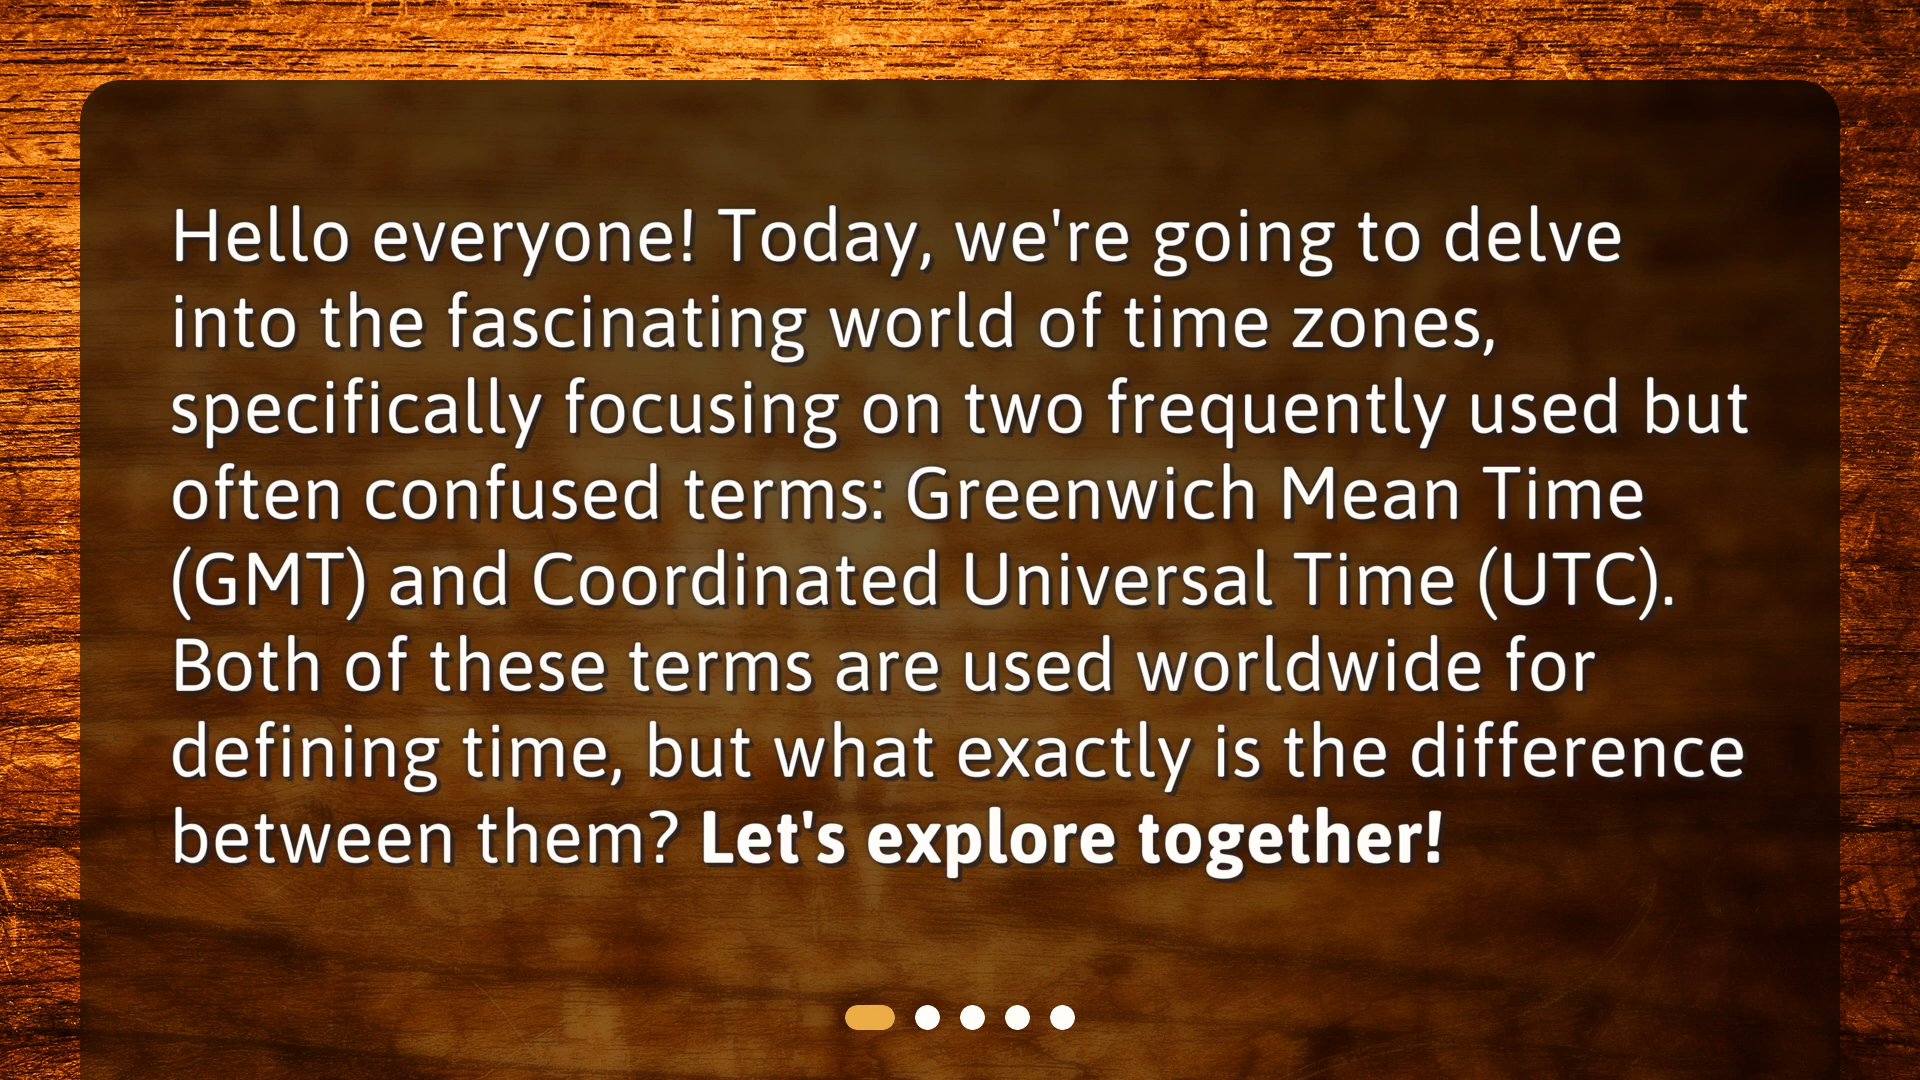 Hello everyone! Today, we're going to delve
into the fascinating world of time zones,
specifically focusing on two frequently used but
often confused terms: Greenwich Mean Time
(GMT) and Coordinated Universal Time (UTC).
Both of these terms are used worldwide for
defining time, but what exactly is the difference
between them? Let's explore together!